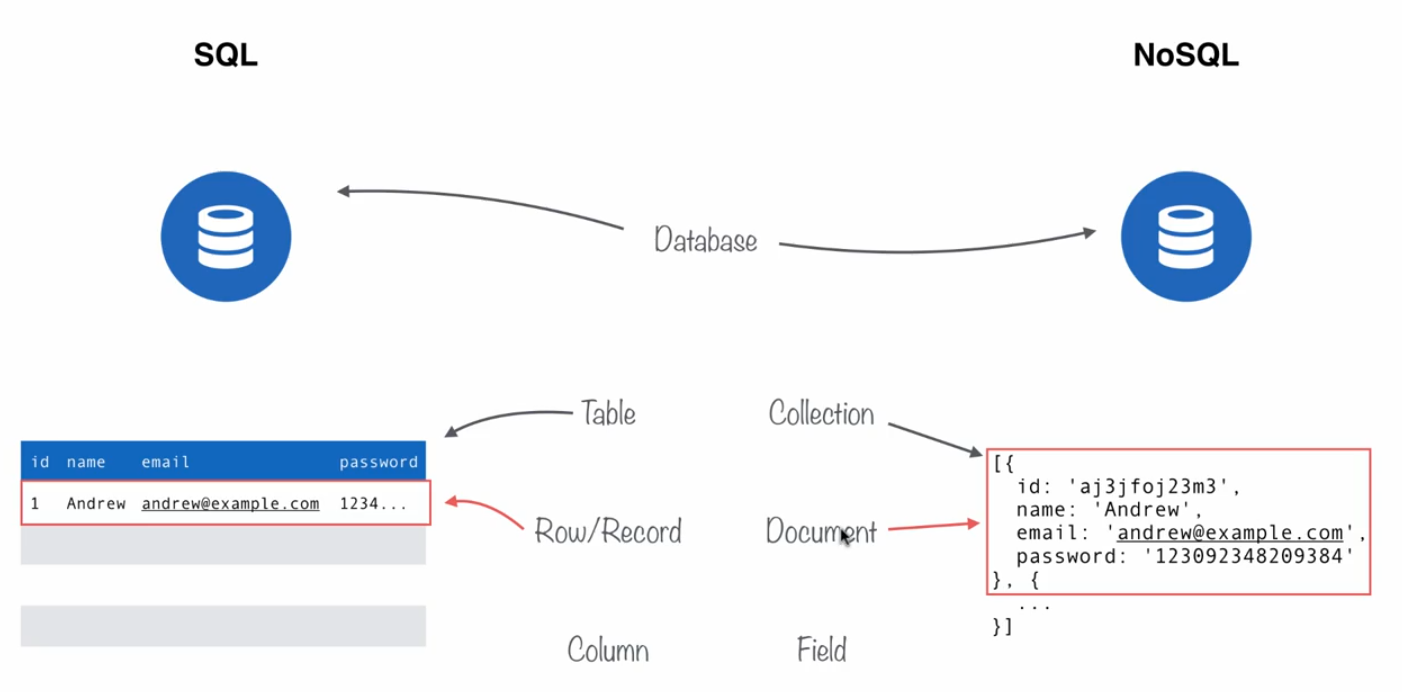 SQL
NoSQL
Database
Table
Collection
id name email password
1 Andrew andrew@example.com 1234...
Row/Record
Document
Column
Field
[{
id: 'aj3jfoj23m3',
name: 'Andrew',
email: 'andrew@example.com',
password: '123092348209384'
}, {
...
}]